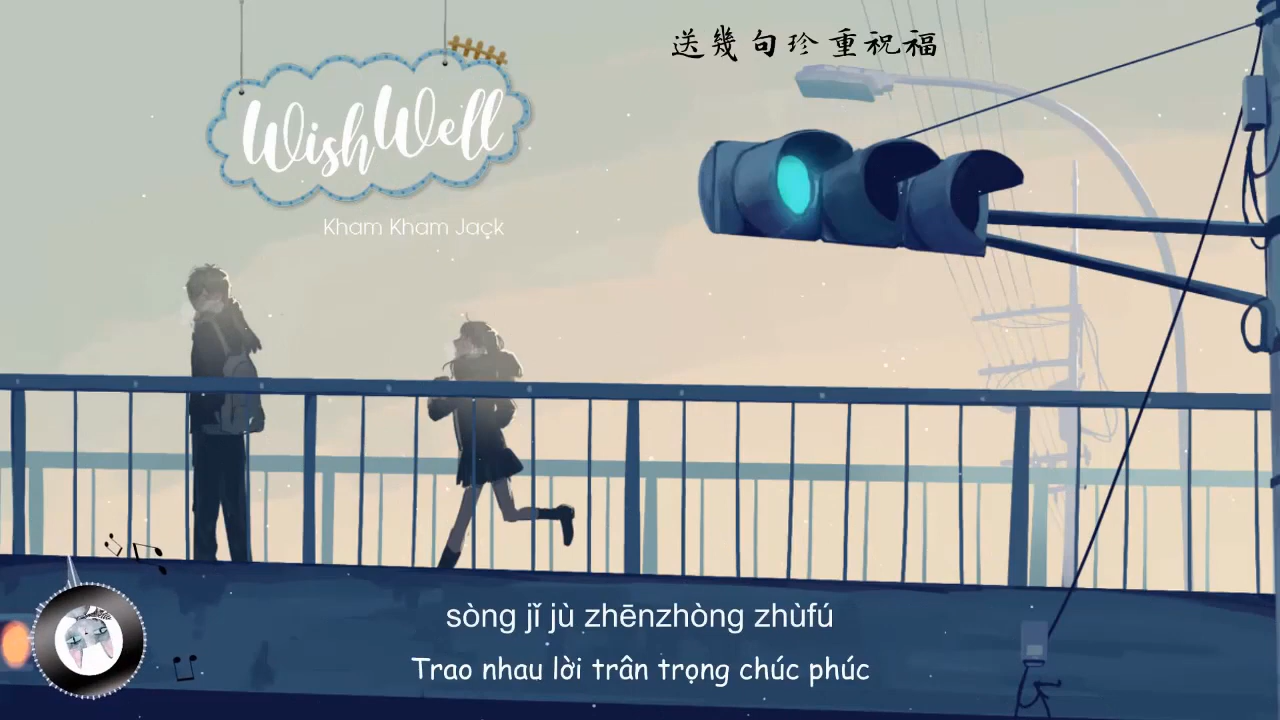 送幾句珍重祝福
Wish Well
Kham Kham Jack
sòng jǐ jù zhēnzhòng zhùfú
Trao nhau lời trân trọng chúc phúc